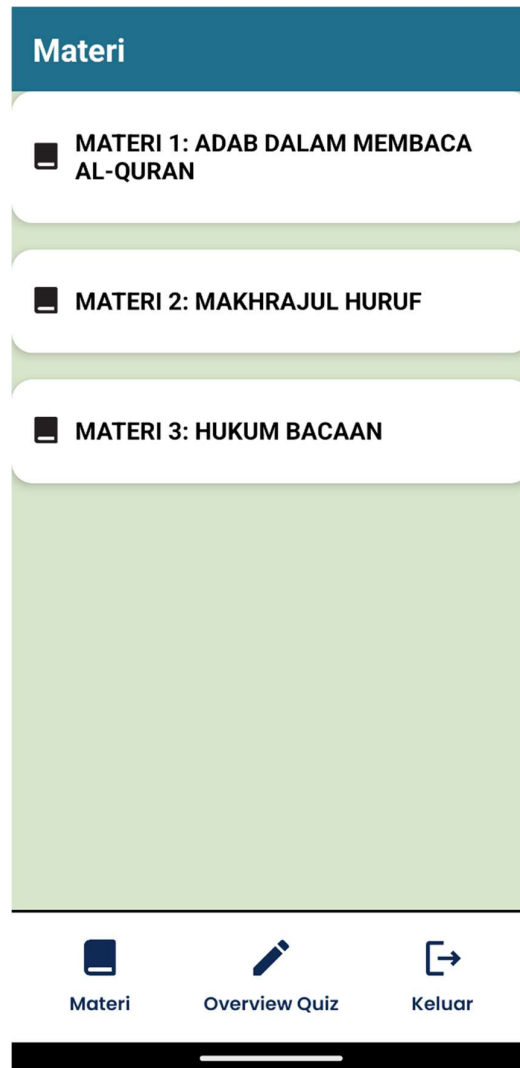 Materi
MATERI 1: ADAB DALAM MEMBACA
AL-QURAN
MATERI 2: MAKHRAJUL HURUF
MATERI 3: HUKUM BACAAN
Materi
Overview Quiz
Keluar